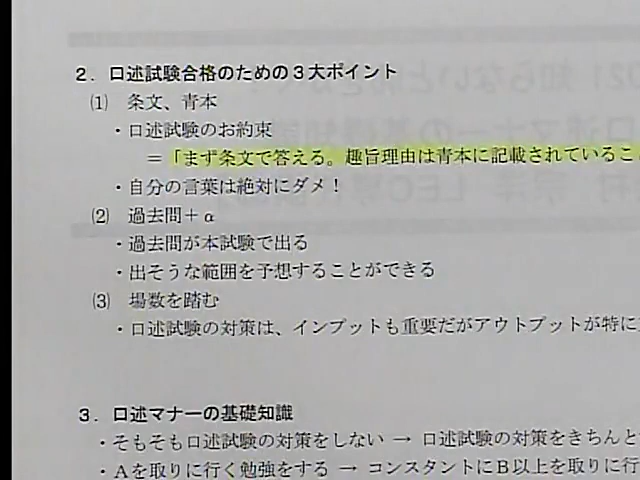 ２．口述試験合格のための３大ポイント
⑴　条文、青本
・口述試験のお約束
＝「まず条文で答える。趣旨理由は青本に記載されているこ
・自分の言葉は絶対にダメ！
⑵　過去問＋α
・過去問が本試験で出る
・出そうな範囲を予想することができる
⑶　場数を踏む
・口述試験の対策は、インプットも重要だがアウトプットが特に
３．口述マナーの基礎知識
・そもそも口述試験の対策をしない → 口述試験の対策をきちんと
・Ａを取りに行く勉強をする → コンスタントにＢ以上を取りに行